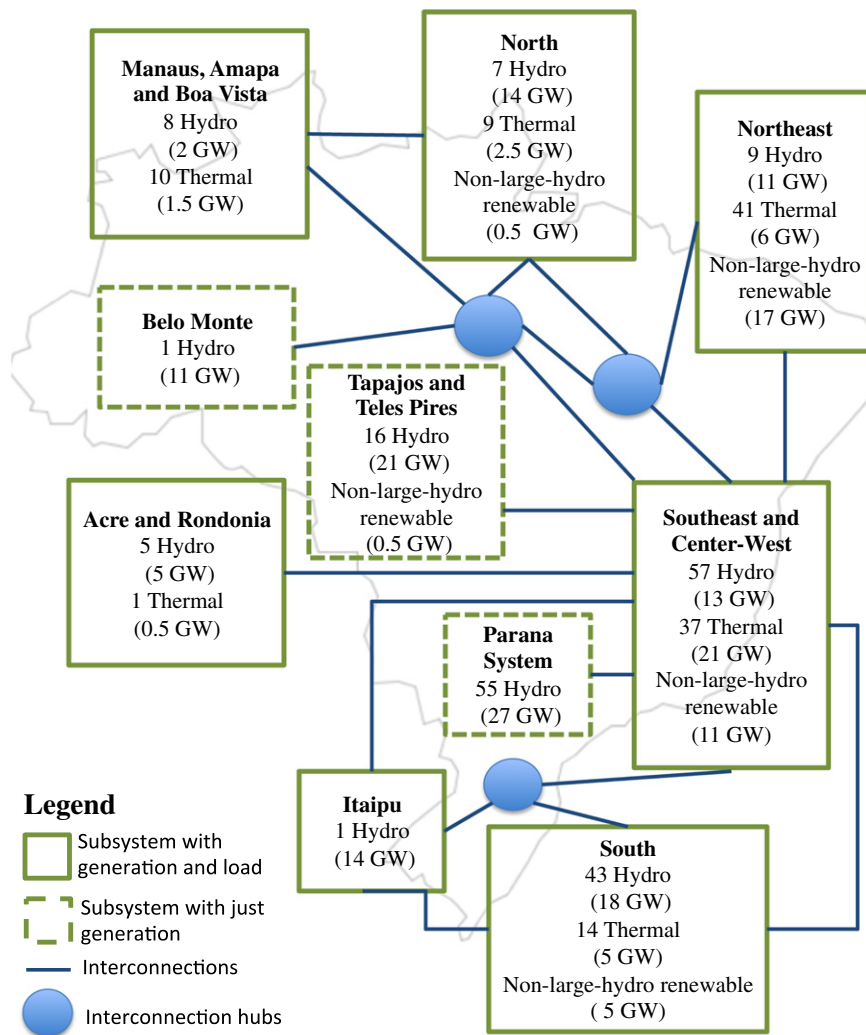 Manaus, Amapa
and Boa Vista
8 Hydro
(2 GW)
10 Thermal
(1.5 GW)
North
7 Hydro
(14 GW)
9 Thermal
(2.5 GW)
Non-large-hydro
renewable
(0.5 GW)
Northeast
9 Hydro
(11 GW)
41 Thermal
(6 GW)
Non-large-hydro
renewable
(17 GW)
Belo Monte
1 Hydro
(11 GW)
Tapajos and
Teles Pires
16 Hydro
(21 GW)
Non-large-hydro
renewable
(0.5 GW)
Acre and Rondonia
5 Hydro
(5 GW)
1 Thermal
(0.5 GW)
Southeast and
Center-West
57 Hydro
(13 GW)
37 Thermal
(21 GW)
Non-large-hydro
renewable
(11 GW)
Parana
System
55 Hydro
(27 GW)
Itaipu
1 Hydro
(14 GW)
South
43 Hydro
(18 GW)
14 Thermal
(5 GW)
Non-large-hydro renewable
( 5 GW)
Legend
Subsystem with
generation and load
Subsystem with just
generation
Interconnections
Interconnection hubs